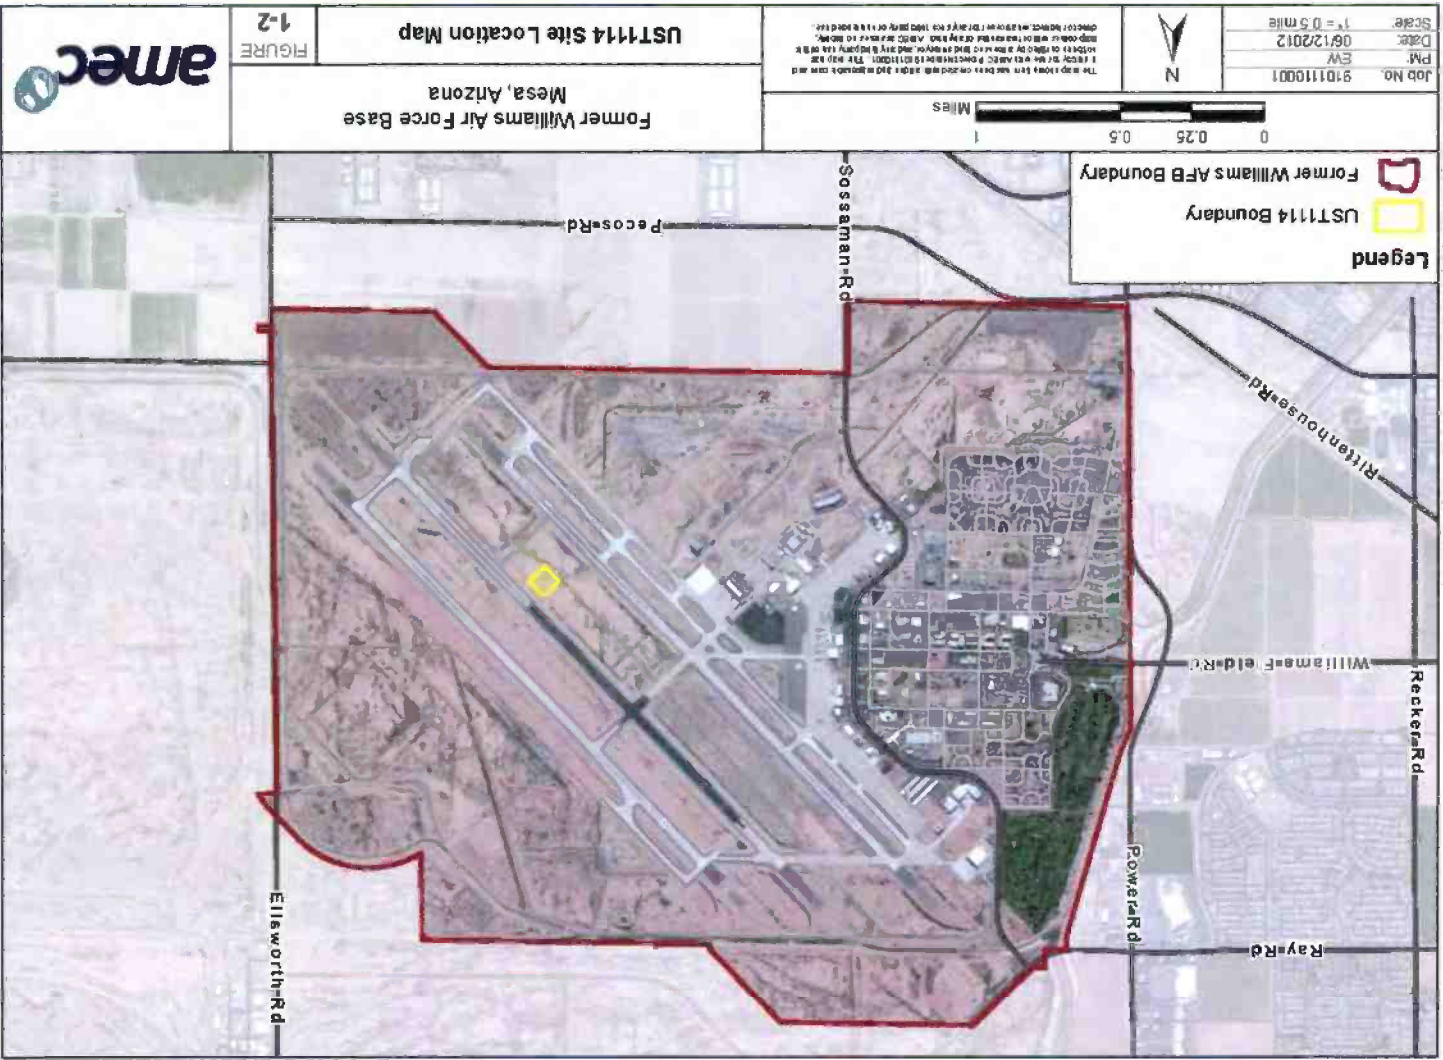 Ray Rd
Ellsworth Rd
Power Rd
Recker Rd
Williams Field Rd
Rittenhouse Rd
Sossaman Rd
Pecos Rd
Legend
UST1114 Boundary
Former Williams AFB Boundary
0 0.25 0.5 1
Miles
Job No. 9101110001
PM: EW
Date: 06/12/2012
Scale: 1" = 0.5 mile
N
Former Williams Air Force Base
Mesa, Arizona
UST1114 Site Location Map
FIGURE
1-2
amec